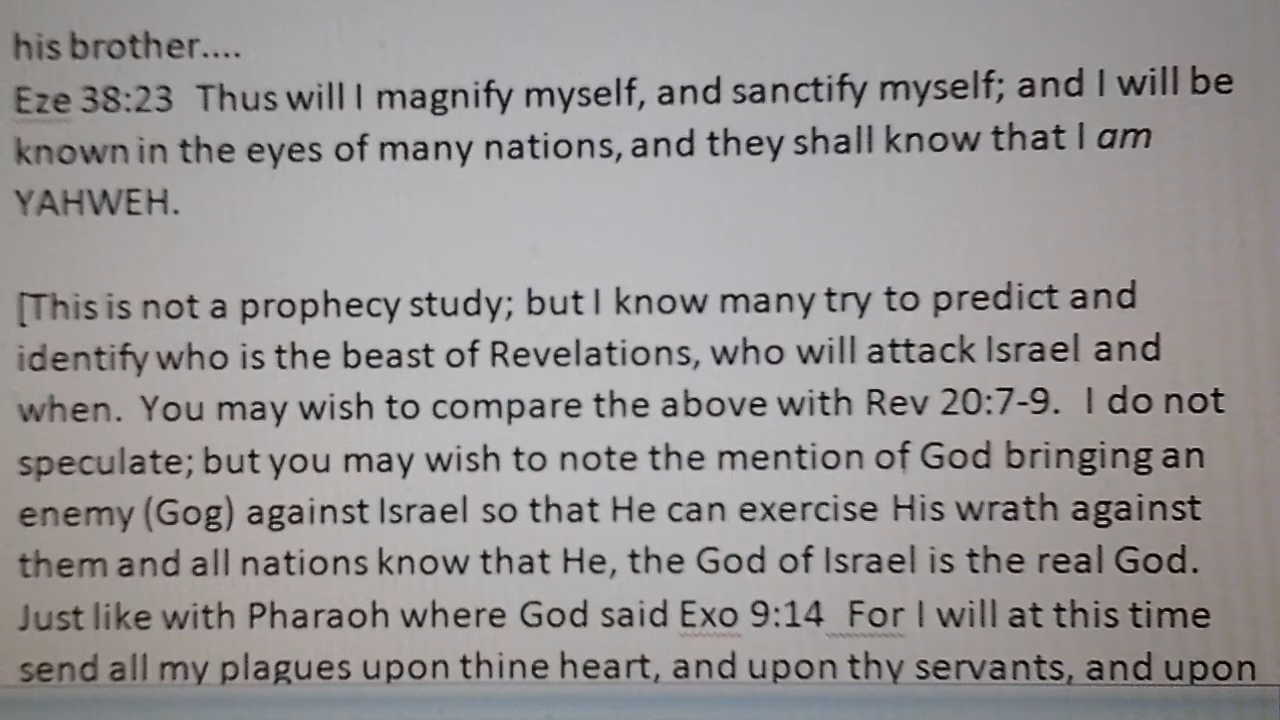 his brother....
Eze 38:23  Thus will I magnify myself, and sanctify myself; and I will be
known in the eyes of many nations, and they shall know that I am
YAHWEH.
[This is not a prophecy study; but I know many try to predict and
identify who is the beast of Revelations, who will attack Israel and
when.  You may wish to compare the above with Rev 20:7-9.  I do not
speculate; but you may wish to note the mention of God bringing an
enemy (Gog) against Israel so that He can exercise His wrath against
them and all nations know that He, the God of Israel is the real God.
Just like with Pharaoh where God said Exo 9:14  For I will at this time
send all my plagues upon thine heart, and upon thy servants, and upon